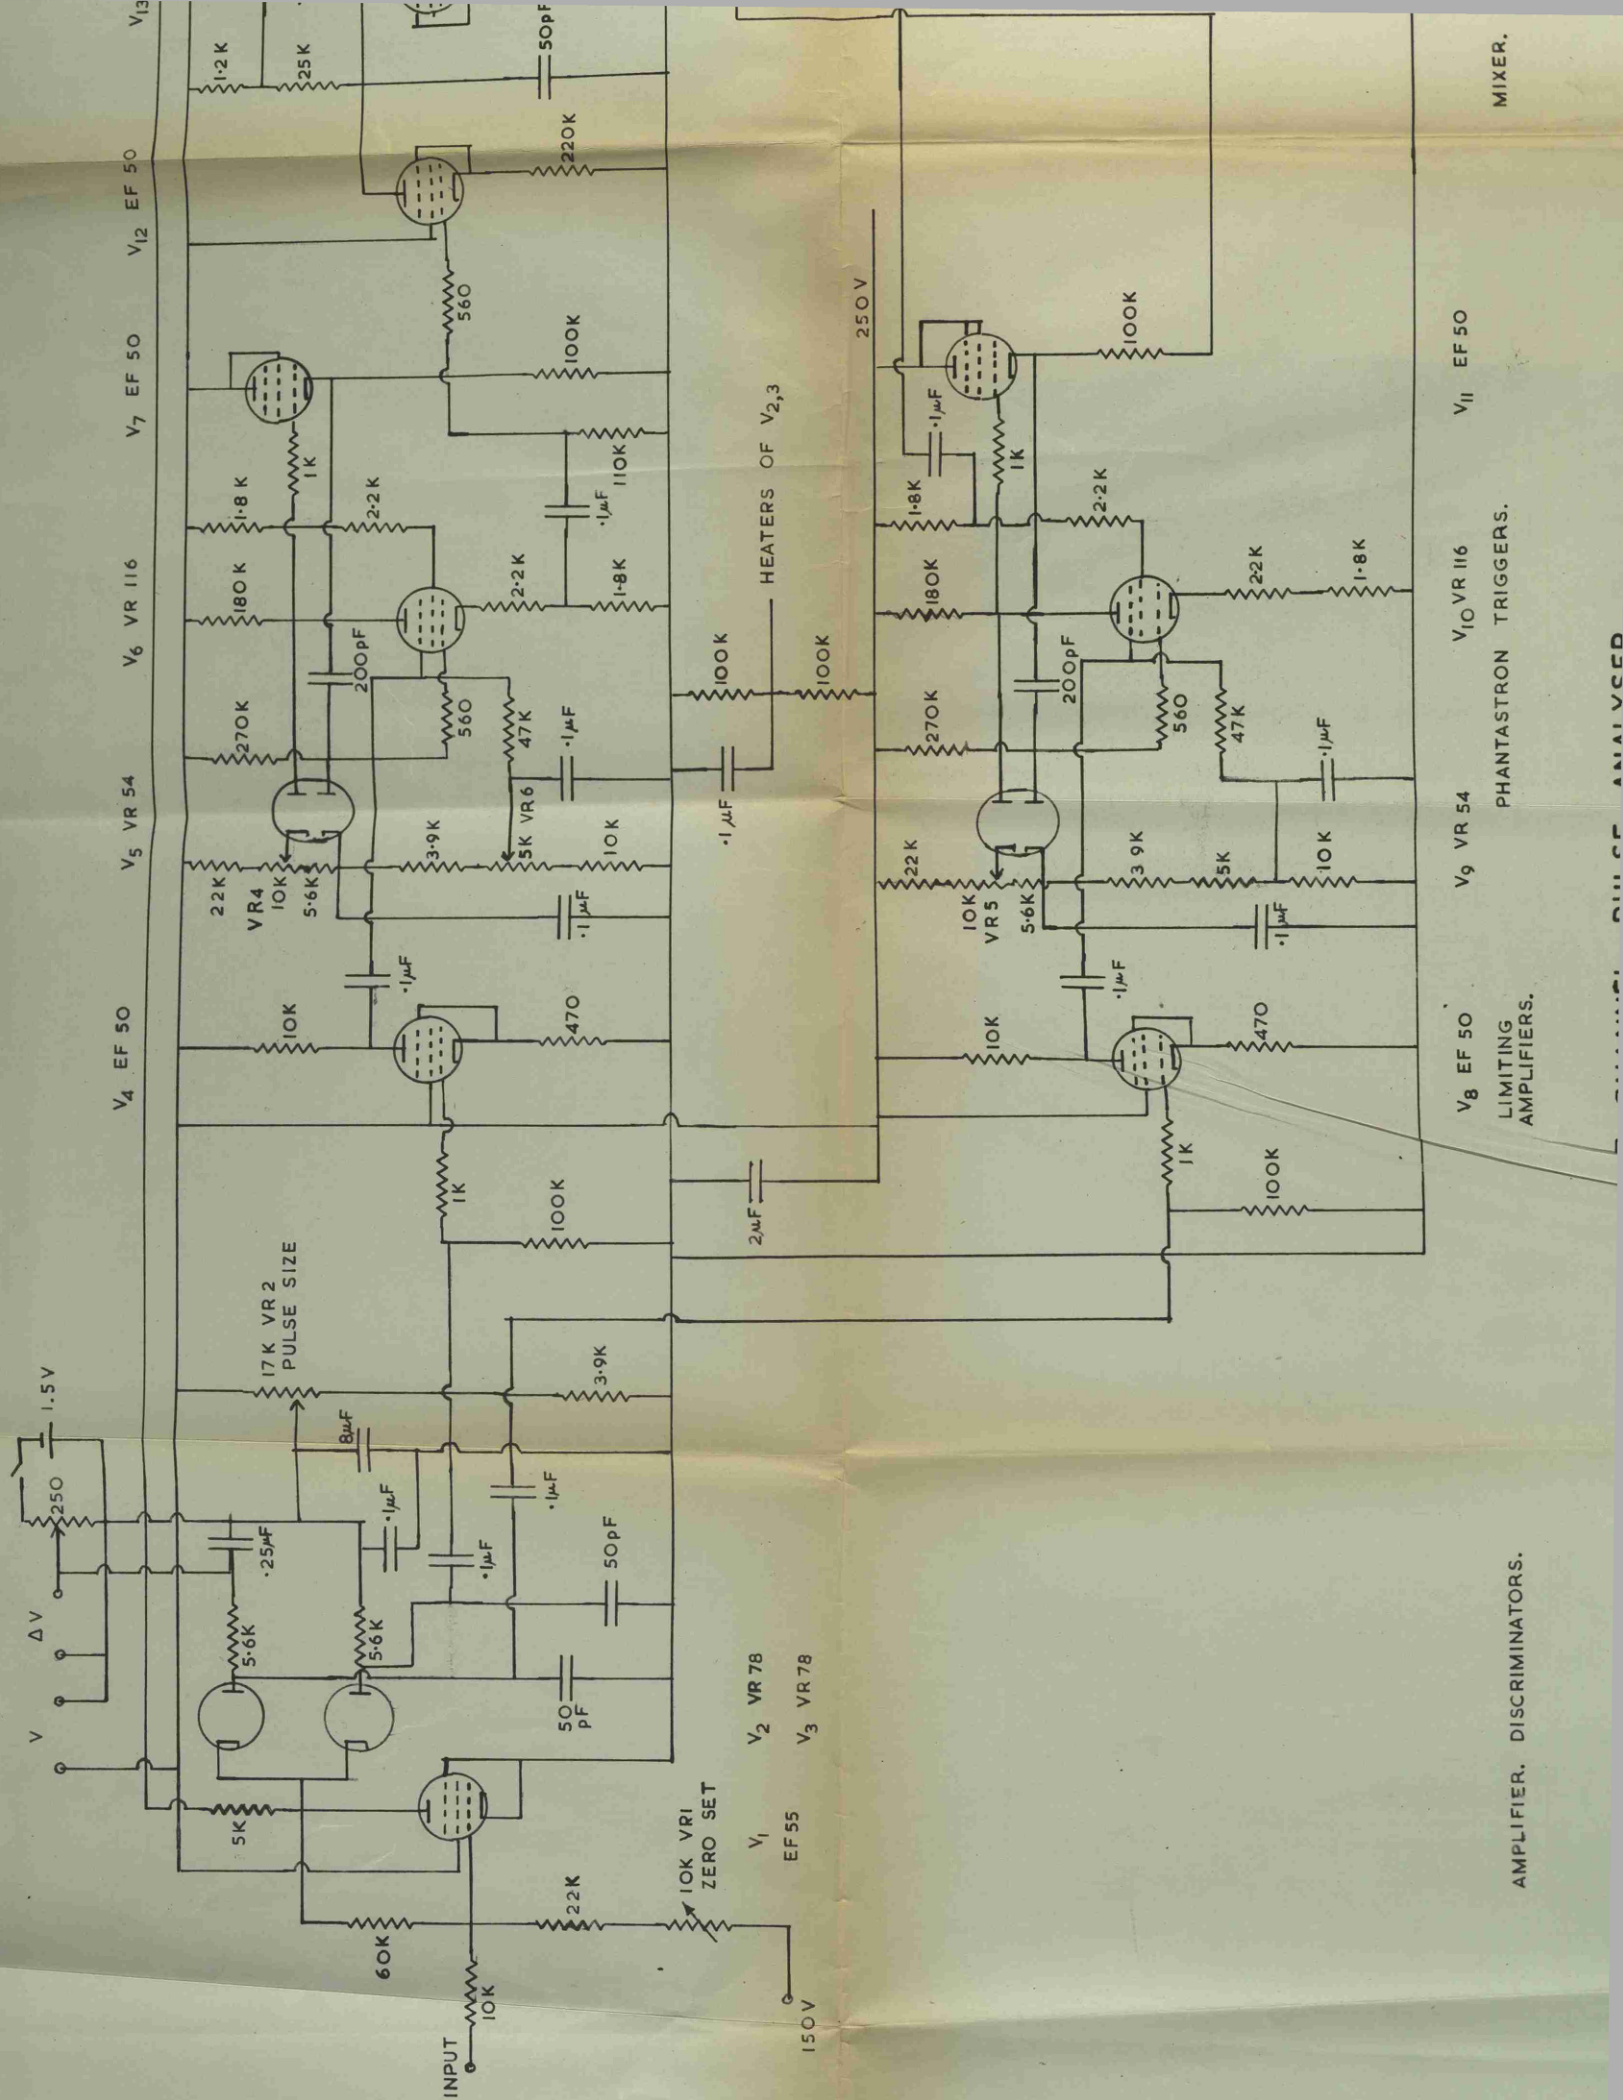 V
Δ V
1.5V
250
V₄ EF 50
V₅ VR 54
V₆ VR 116
V₇ EF 50
V₁₂ EF 50
V₁₃
5K
5.6K
.25µF
5.6K
.1µF
8µF
17K VR2
PULSE SIZE
10K
.1µF
22K
VR4
10K
5.6K
270K
180K
1.8K
1K
2.2K
200pF
1.2K
25K
50pF
INPUT
10K
60K
22K
10K VR1
ZERO SET
150V
50
pF
50pF
.1µF
.1µF
3.9K
1K
100K
470
.1µF
3.9K
5K VR6
10K
560
47K
.1µF
2.2K
1.8K
.1µF
110K
560
100K
220K
V₁
EF55
V₂ VR78
V₃ VR78
2µF
.1µF
100K
HEATERS OF V₂,₃
100K
250V
10K
.1µF
22K
10K
VR5
5.6K
270K
180K
1.8K
.1µF
1K
2.2K
200pF
1K
100K
470
.1µF
3.9K
5K
10K
560
47K
.1µF
2.2K
1.8K
100K
V₈ EF 50
V₉ VR 54
V₁₀ VR 116
V₁₁ EF 50
AMPLIFIER. DISCRIMINATORS.
LIMITING
AMPLIFIERS.
PHANTASTRON TRIGGERS.
MIXER.